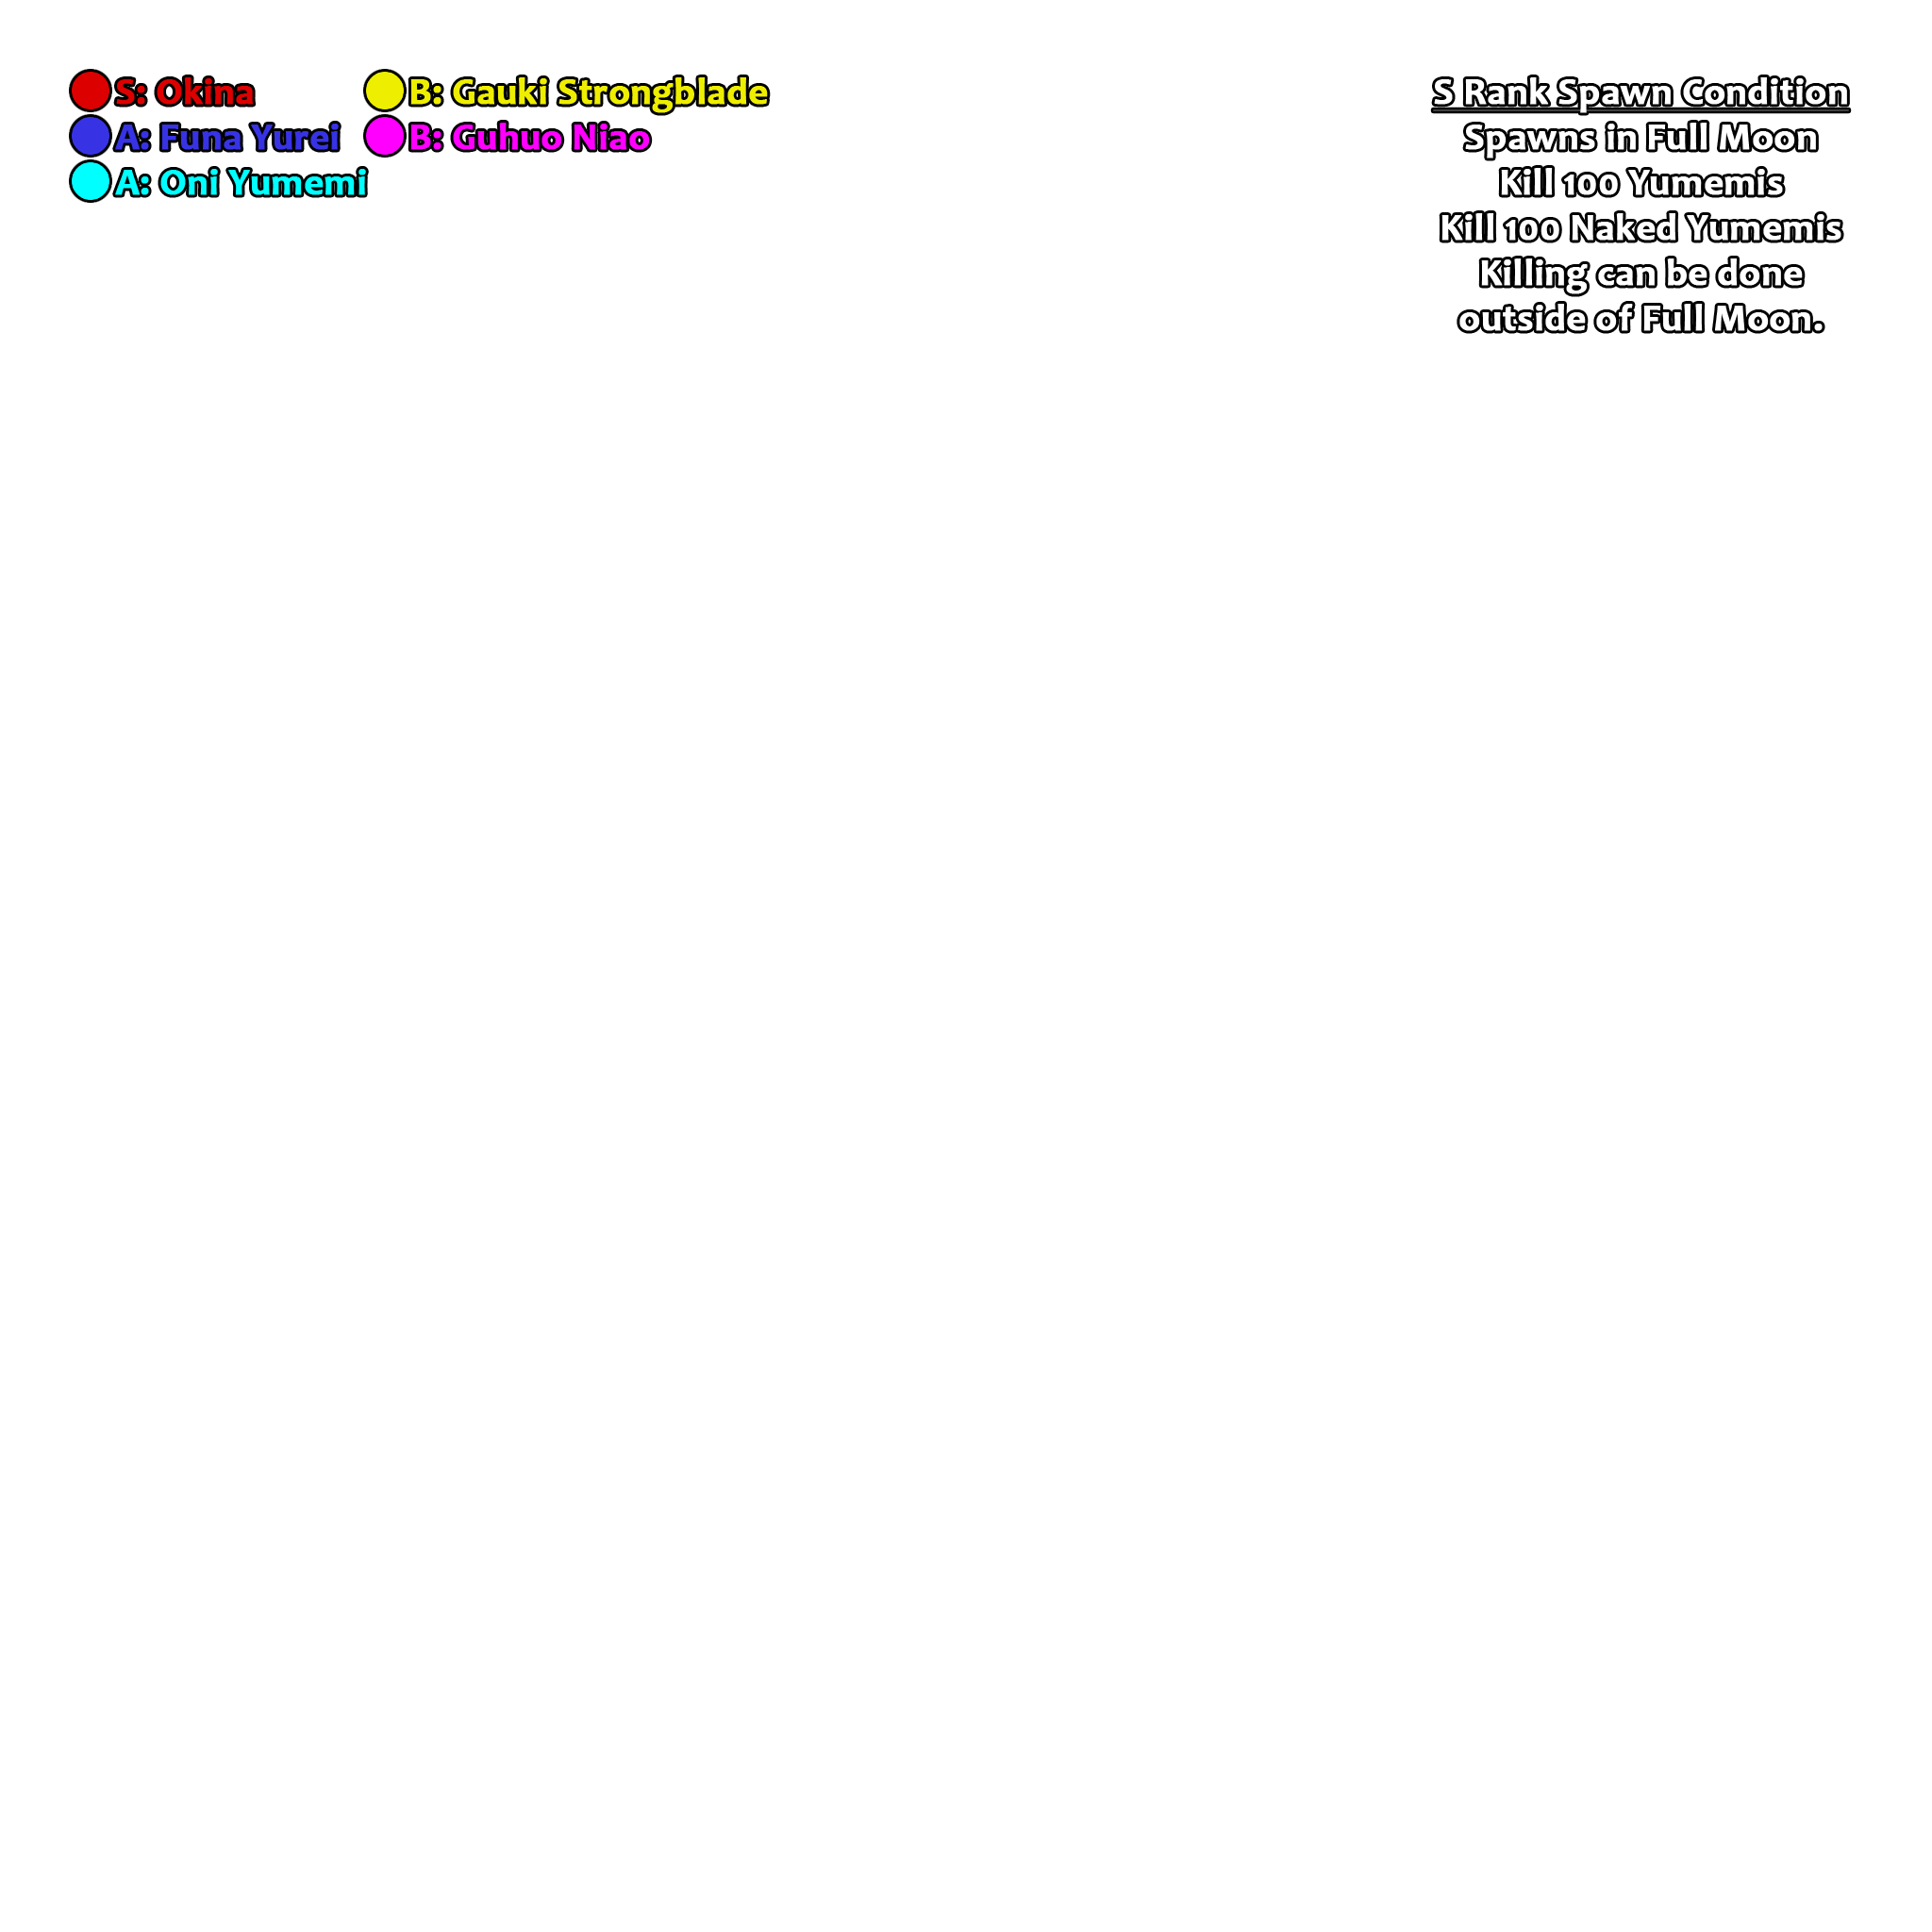 S: Okina
A: Funa Yurei
A: Oni Yumemi
B: Gauki Strongblade
B: Guhuo Niao
S Rank Spawn Condition
Spawns in Full Moon
Kill 100 Yumemis
Kill 100 Naked Yumemis
Killing can be done
outside of Full Moon.